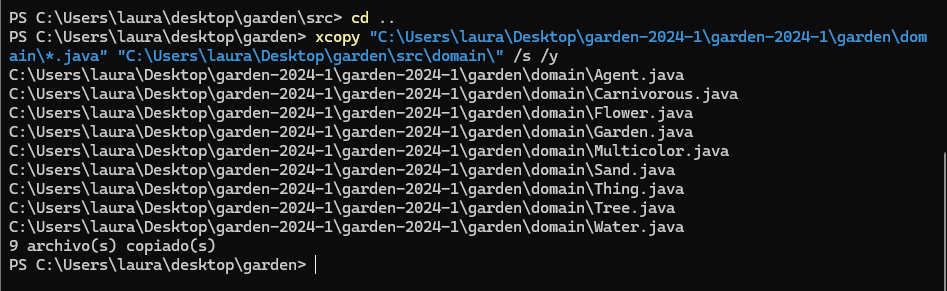 PS C:\Users\laura\desktop\garden\src> cd ..
PS C:\Users\laura\desktop\garden> xcopy "C:\Users\laura\Desktop\garden-2024-1\garden-2024-1\garden\dom
ain\*.java" "C:\Users\laura\Desktop\garden\src\domain\" /s /y
C:\Users\laura\Desktop\garden-2024-1\garden-2024-1\garden\domain\Agent.java
C:\Users\laura\Desktop\garden-2024-1\garden-2024-1\garden\domain\Carnivorous.java
C:\Users\laura\Desktop\garden-2024-1\garden-2024-1\garden\domain\Flower.java
C:\Users\laura\Desktop\garden-2024-1\garden-2024-1\garden\domain\Garden.java
C:\Users\laura\Desktop\garden-2024-1\garden-2024-1\garden\domain\Multicolor.java
C:\Users\laura\Desktop\garden-2024-1\garden-2024-1\garden\domain\Sand.java
C:\Users\laura\Desktop\garden-2024-1\garden-2024-1\garden\domain\Thing.java
C:\Users\laura\Desktop\garden-2024-1\garden-2024-1\garden\domain\Tree.java
C:\Users\laura\Desktop\garden-2024-1\garden-2024-1\garden\domain\Water.java
9 archivo(s) copiado(s)
PS C:\Users\laura\desktop\garden>